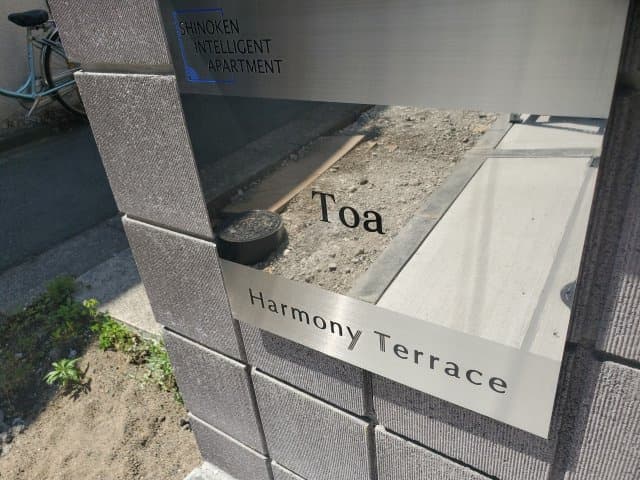 SHINOKEN
INTELLIGENT
APARTMENT
Toa
Harmony Terrace